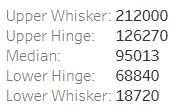 Upper Whisker: 212000
Upper Hinge: 126270
Median: 95013
Lower Hinge: 68840
Lower Whisker: 18720